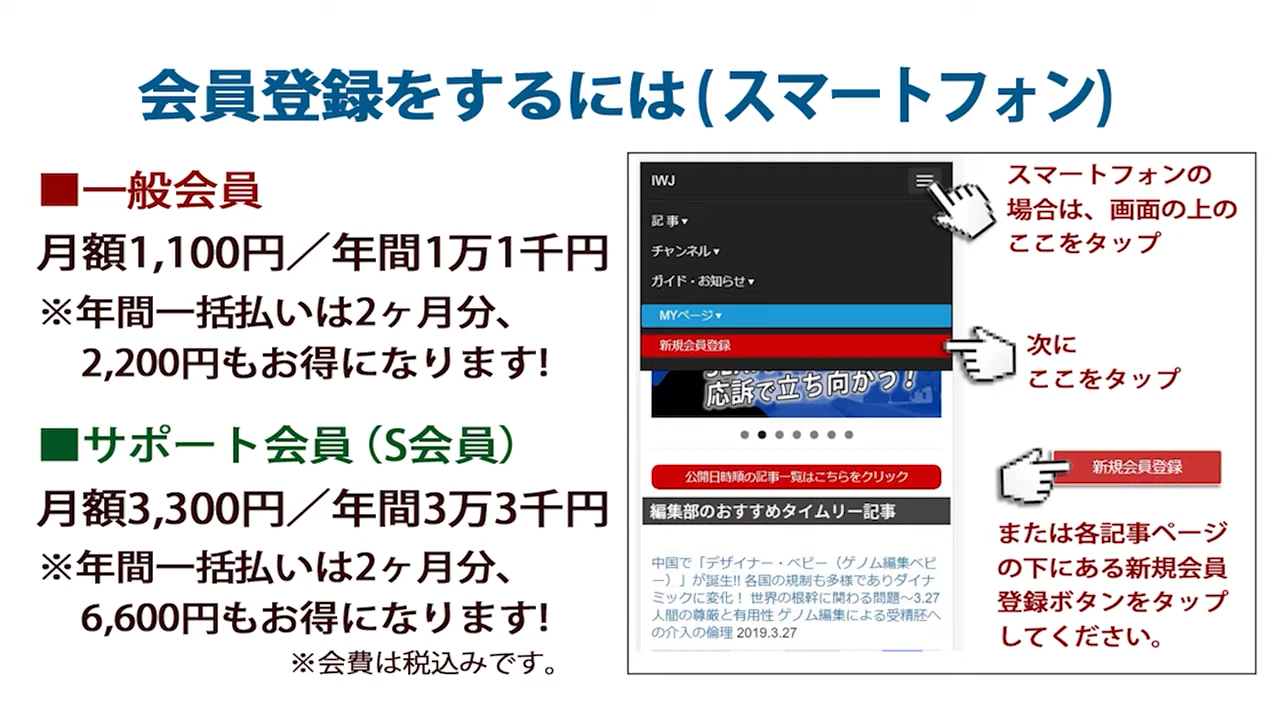 会員登録をするには(スマートフォン)
■一般会員
月額1,100円／年間1万1千円
※年間一括払いは2ヶ月分、
2,200円もお得になります!
■サポート会員（S会員）
月額3,300円／年間3万3千円
※年間一括払いは2ヶ月分、
6,600円もお得になります!
※会費は税込みです。
IWJ
記事▾
チャンネル▾
ガイド・お知らせ▾
MYページ▾
新規会員登録
応訴で立ち向かう！
公開日時順の記事一覧はこちらをクリック
編集部のおすすめタイムリー記事
中国で「デザイナー・ベビー（ゲノム編集ベビ
ー）」が誕生!! 各国の規制も多様でありダイナ
ミックに変化！ 世界の根幹に関わる問題～3.27
人間の尊厳と有用性 ゲノム編集による受精胚へ
の介入の倫理 2019.3.27
スマートフォンの
場合は、画面の上の
ここをタップ
次に
ここをタップ
新規会員登録
または各記事ページ
の下にある新規会員
登録ボタンをタップ
してください。